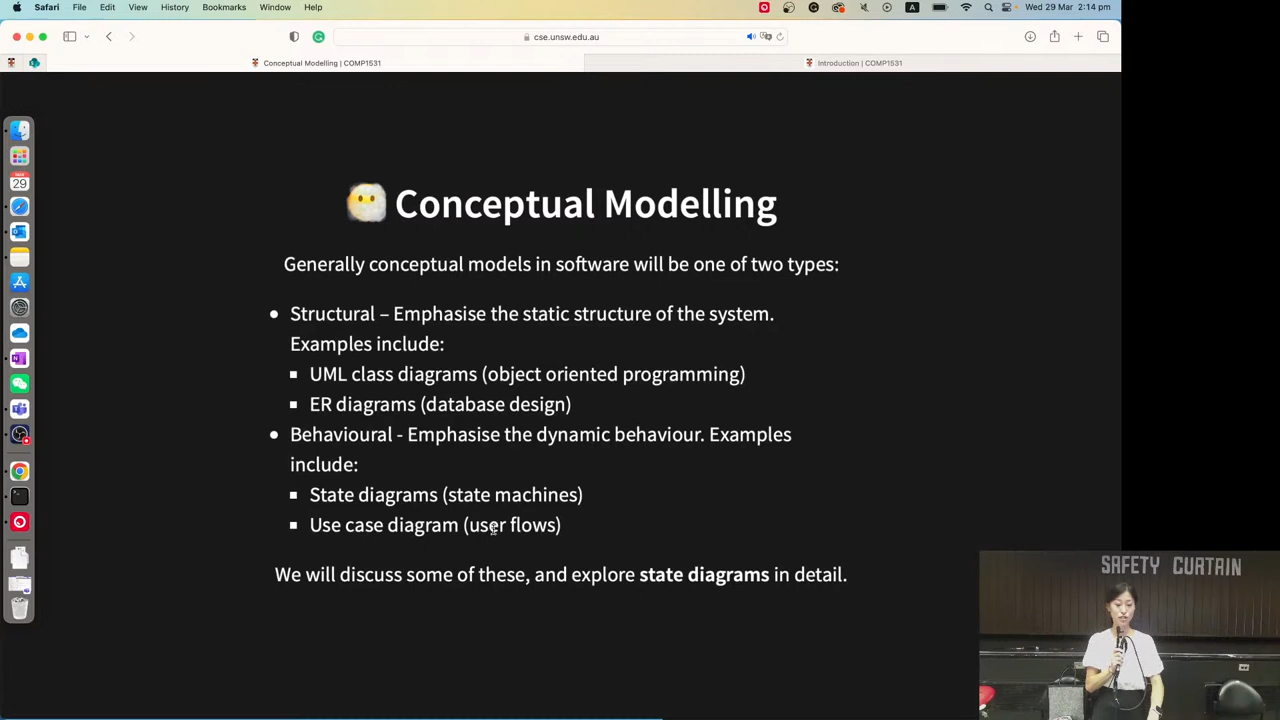 Safari File Edit View History Bookmarks Window Help A Wed 29 Mar 2:14 pm
cse.unsw.edu.au
Conceptual Modelling | COMP1531 Introduction | COMP1531
MAR
29
Conceptual Modelling
Generally conceptual models in software will be one of two types:
Structural – Emphasise the static structure of the system.
Examples include:
UML class diagrams (object oriented programming)
ER diagrams (database design)
Behavioural - Emphasise the dynamic behaviour. Examples
include:
State diagrams (state machines)
Use case diagram (user flows)
We will discuss some of these, and explore state diagrams in detail.
SAFETY CURTAIN